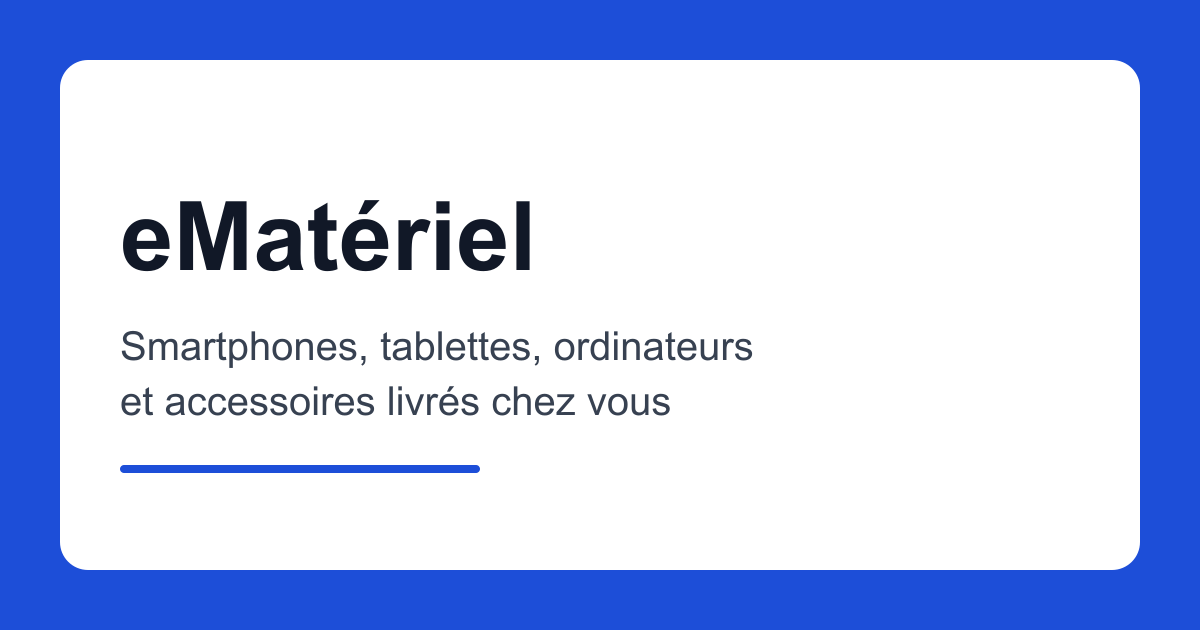 eMatériel
Smartphones, tablettes, ordinateurs
et accessoires livrés chez vous